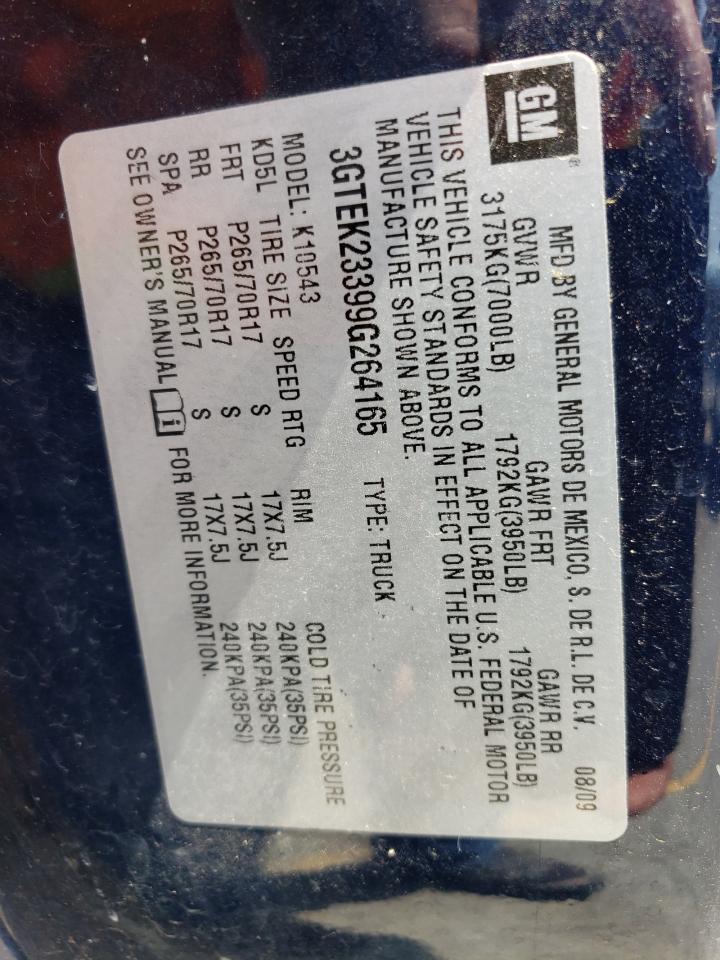 GM
MFD BY GENERAL MOTORS DE MEXICO, S. DE R.L. DE C.V. 08/09
GVWR GAWR FRT GAWR RR
3175KG(7000LB) 1792KG(3950LB) 1792KG(3950LB)
THIS VEHICLE CONFORMS TO ALL APPLICABLE U.S. FEDERAL MOTOR
VEHICLE SAFETY STANDARDS IN EFFECT ON THE DATE OF
MANUFACTURE SHOWN ABOVE.
3GTEK23399G264165 TYPE: TRUCK
MODEL: K10543
KD5L TIRE SIZE SPEED RTG RIM COLD TIRE PRESSURE
FRT P265/70R17 S 17X7.5J 240KPA(35PSI)
RR P265/70R17 S 17X7.5J 240KPA(35PSI)
SPA P265/70R17 S 17X7.5J 240KPA(35PSI)
SEE OWNER'S MANUAL FOR MORE INFORMATION.